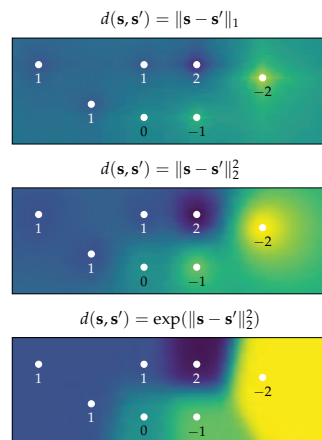 d(s, s′) = ‖s − s′‖₁
1 1 2 −2
1 0 −1
d(s, s′) = ‖s − s′‖₂²
1 1 2 −2
1 0 −1
d(s, s′) = exp(‖s − s′‖₂²)
1 1 2 −2
1 0 −1